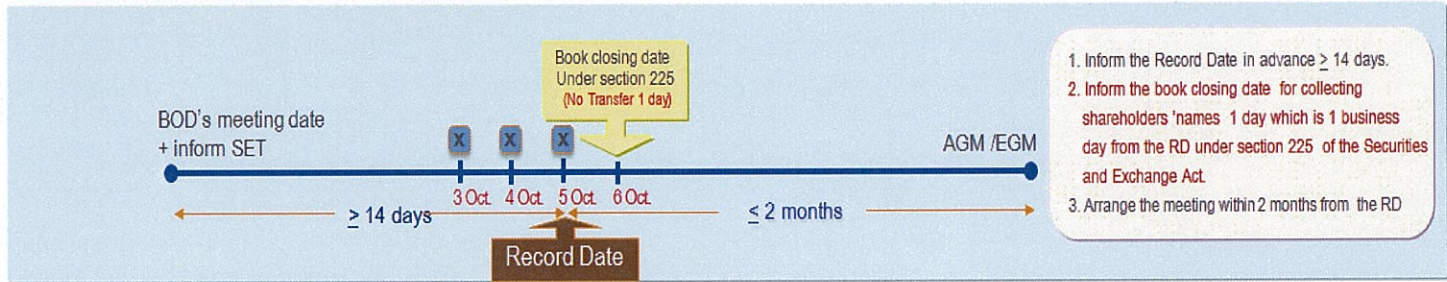 Book closing date
Under section 225
(No Transfer 1 day)
BOD's meeting date
+ inform SET
X X X
AGM /EGM
3 Oct. 4 Oct. 5 Oct. 6 Oct.
≥ 14 days
≤ 2 months
Record Date
1. Inform the Record Date in advance ≥ 14 days.
2. Inform the book closing date for collecting
shareholders 'names 1 day which is 1 business
day from the RD under section 225 of the Securities
and Exchange Act.
3. Arrange the meeting within 2 months from the RD